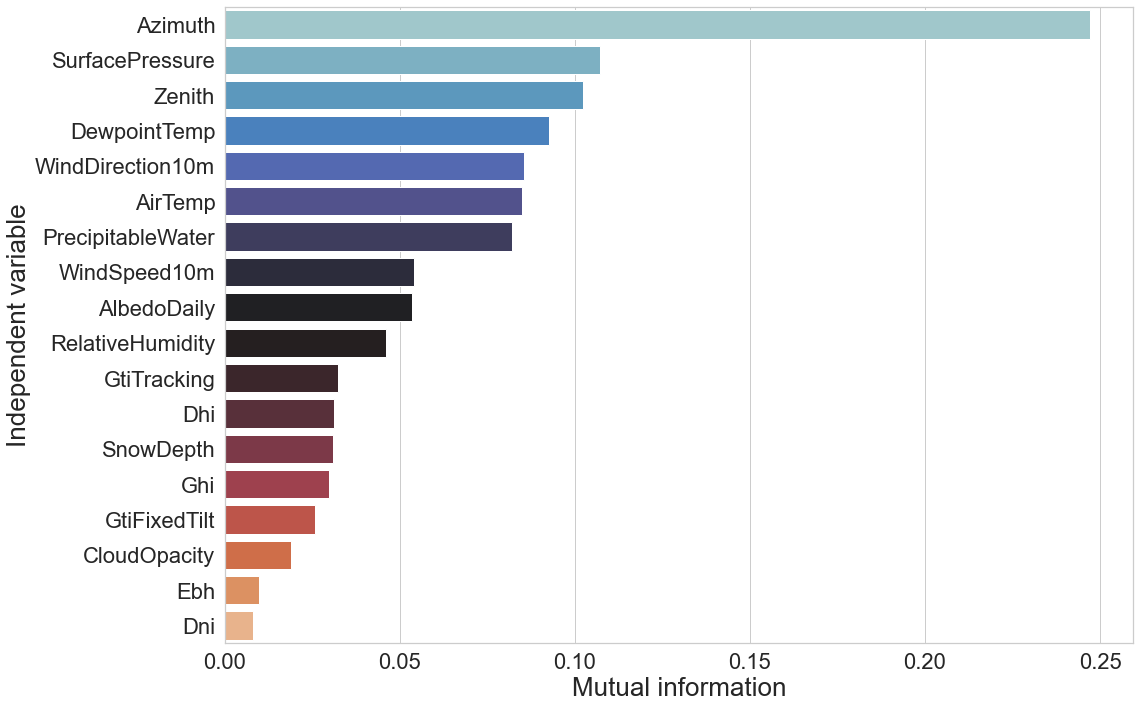 Independent variable
Azimuth
SurfacePressure
Zenith
DewpointTemp
WindDirection10m
AirTemp
PrecipitableWater
WindSpeed10m
AlbedoDaily
RelativeHumidity
GtiTracking
Dhi
SnowDepth
Ghi
GtiFixedTilt
CloudOpacity
Ebh
Dni
0.00 0.05 0.10 0.15 0.20 0.25
Mutual information